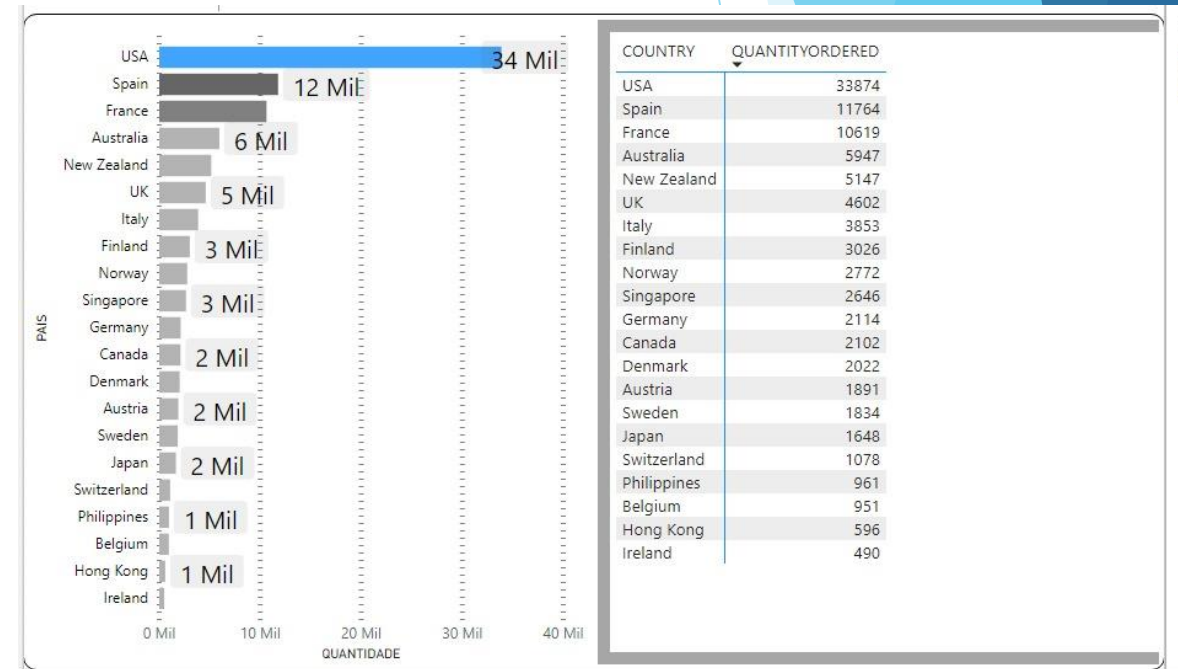 PAIS
USA 34 Mil
Spain 12 Mil
France
Australia 6 Mil
New Zealand
UK 5 Mil
Italy
Finland 3 Mil
Norway
Singapore 3 Mil
Germany
Canada 2 Mil
Denmark
Austria 2 Mil
Sweden
Japan 2 Mil
Switzerland
Philippines 1 Mil
Belgium
Hong Kong 1 Mil
Ireland
0 Mil 10 Mil 20 Mil 30 Mil 40 Mil
QUANTIDADE
COUNTRY QUANTITYORDERED
USA 33874
Spain 11764
France 10619
Australia 5947
New Zealand 5147
UK 4602
Italy 3853
Finland 3026
Norway 2772
Singapore 2646
Germany 2114
Canada 2102
Denmark 2022
Austria 1891
Sweden 1834
Japan 1648
Switzerland 1078
Philippines 961
Belgium 951
Hong Kong 596
Ireland 490